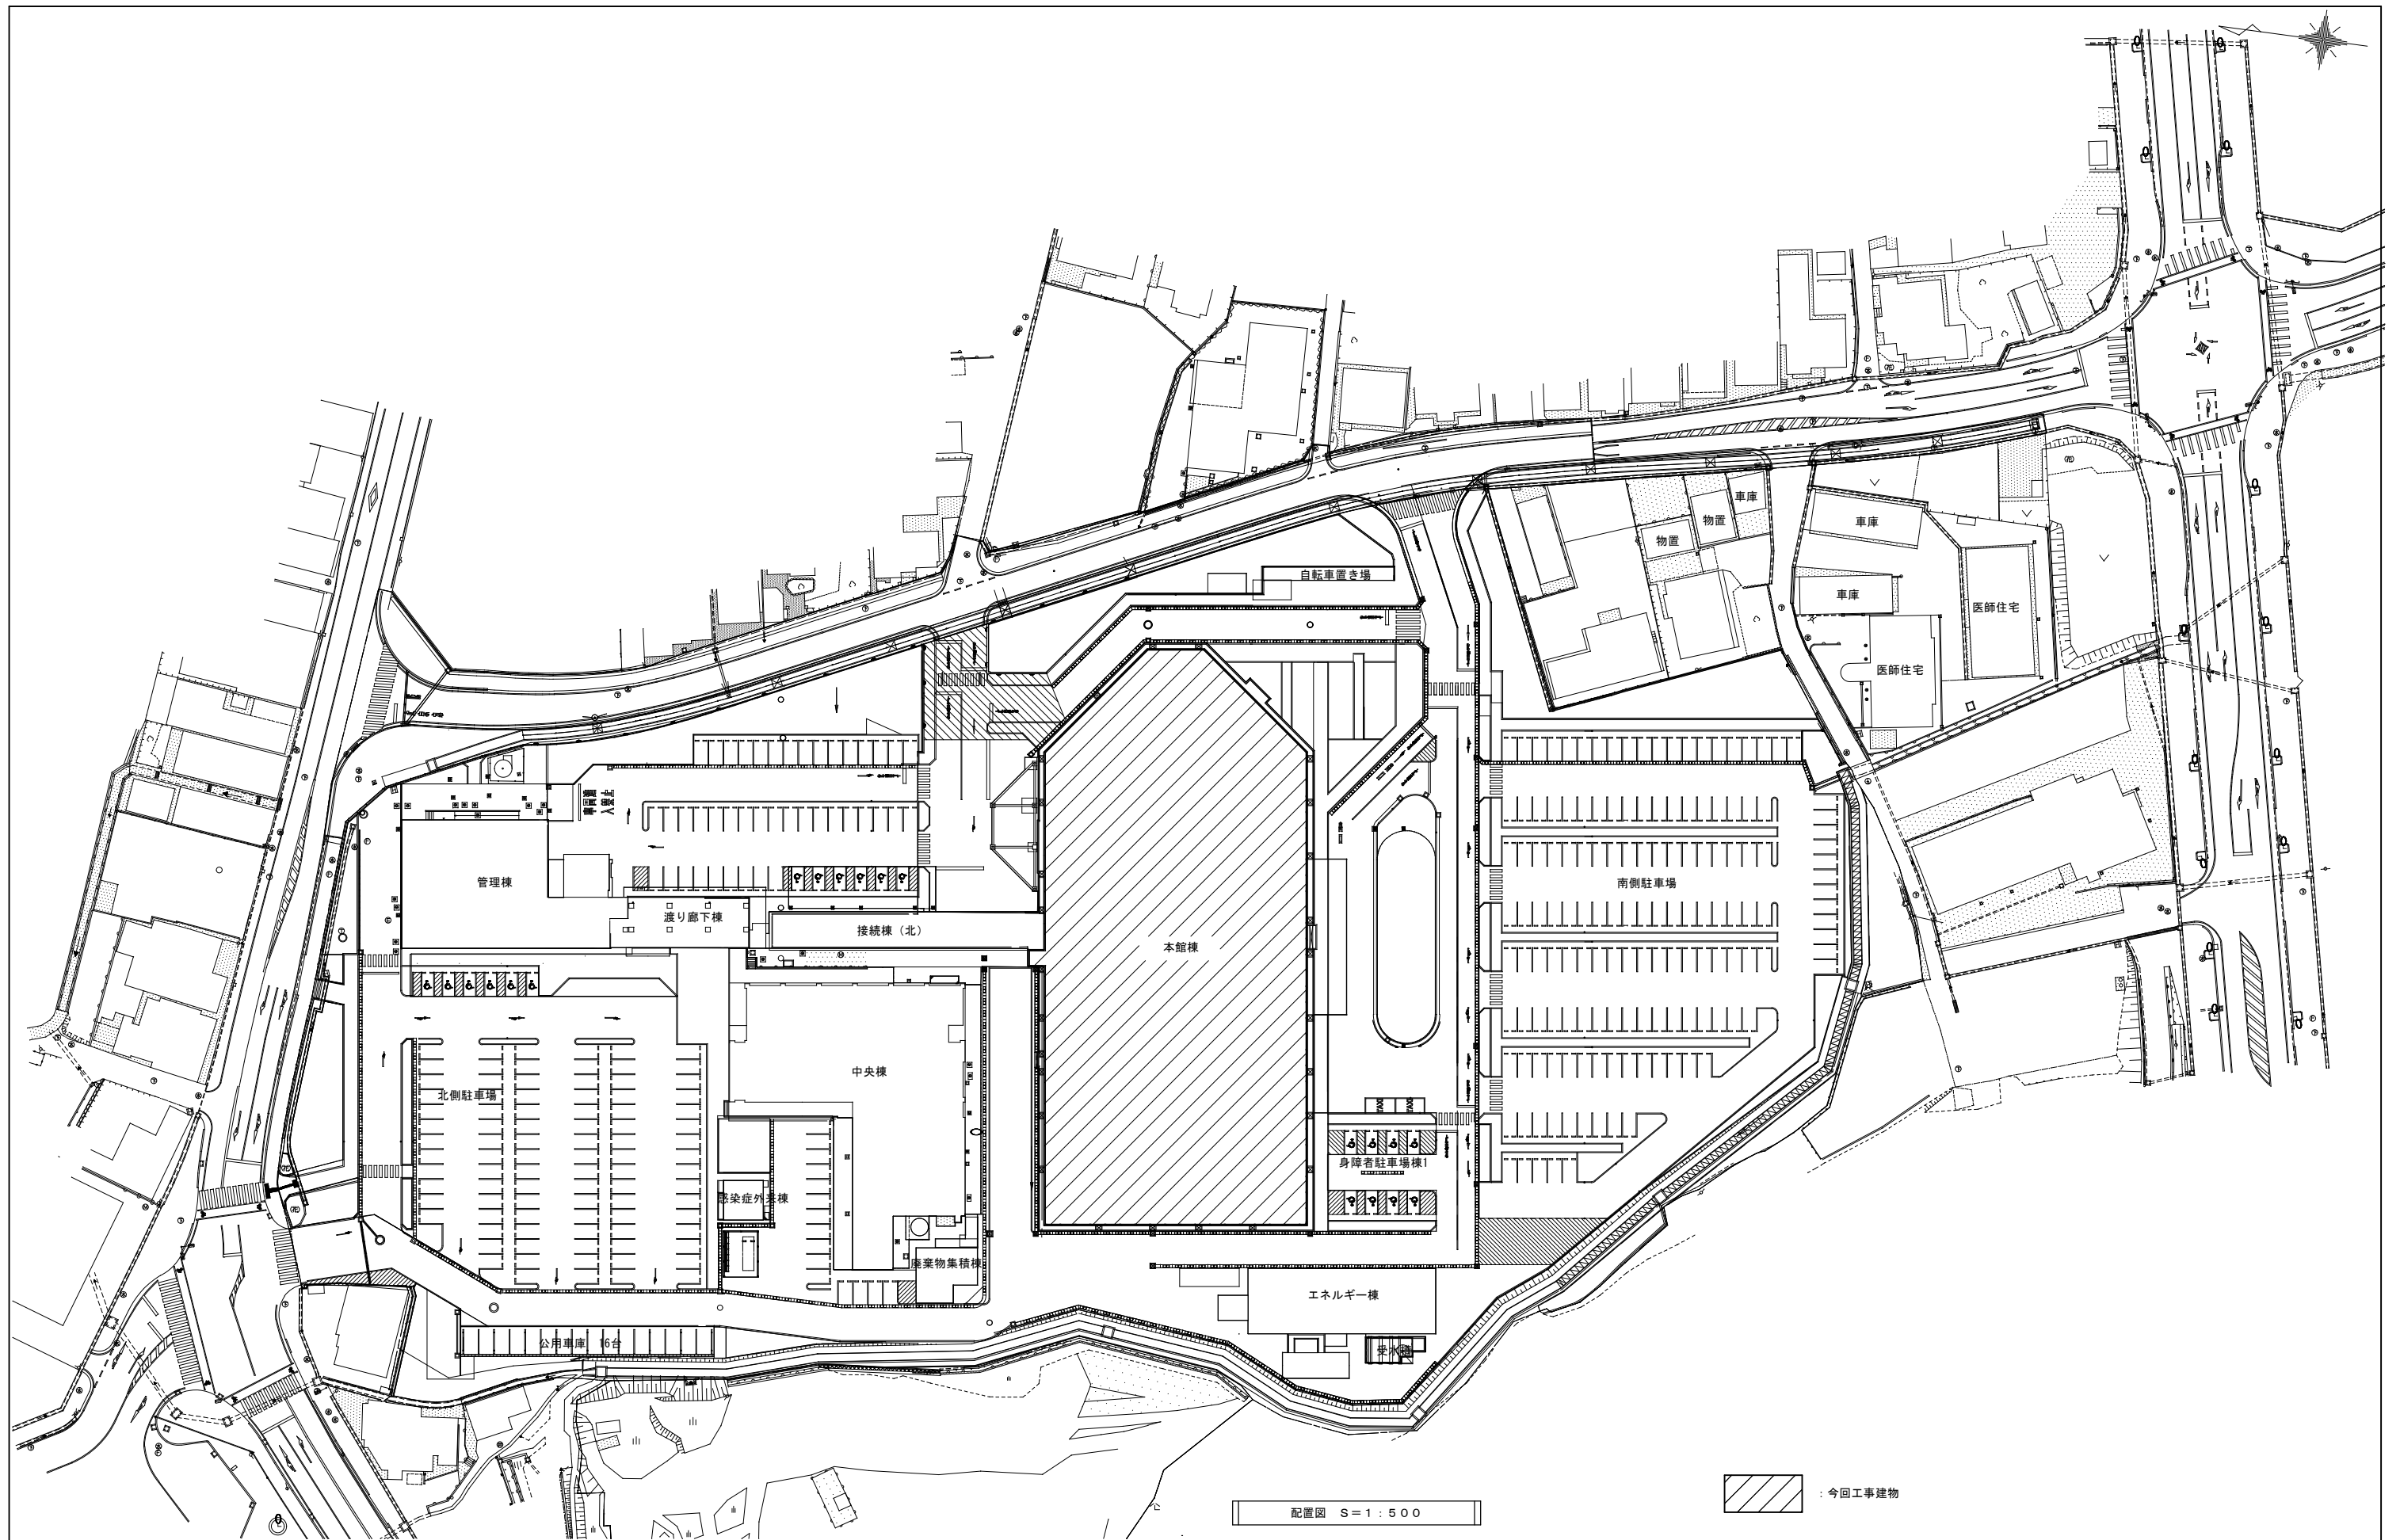 自転車置き場
車庫
物置
物置
車庫
車庫
医師住宅
医師住宅
管理棟
渡り廊下棟
接続棟（北）
本館棟
南側駐車場
中央棟
北側駐車場
TAXI
TAXI
身障者駐車場棟1
感染症外来棟
廃棄物集積棟
エネルギー棟
公用車庫　16台
配置図　S＝1：500
：今回工事建物